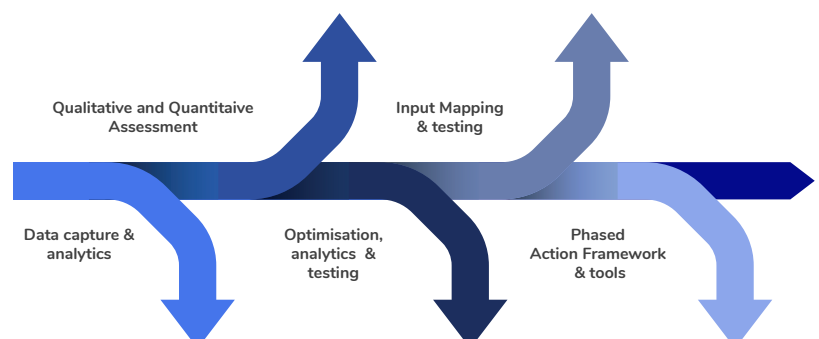 Qualitative and Quantitaive
Assessment
Input Mapping
& testing
Data capture &
analytics
Optimisation,
analytics &
testing
Phased
Action Framework
& tools